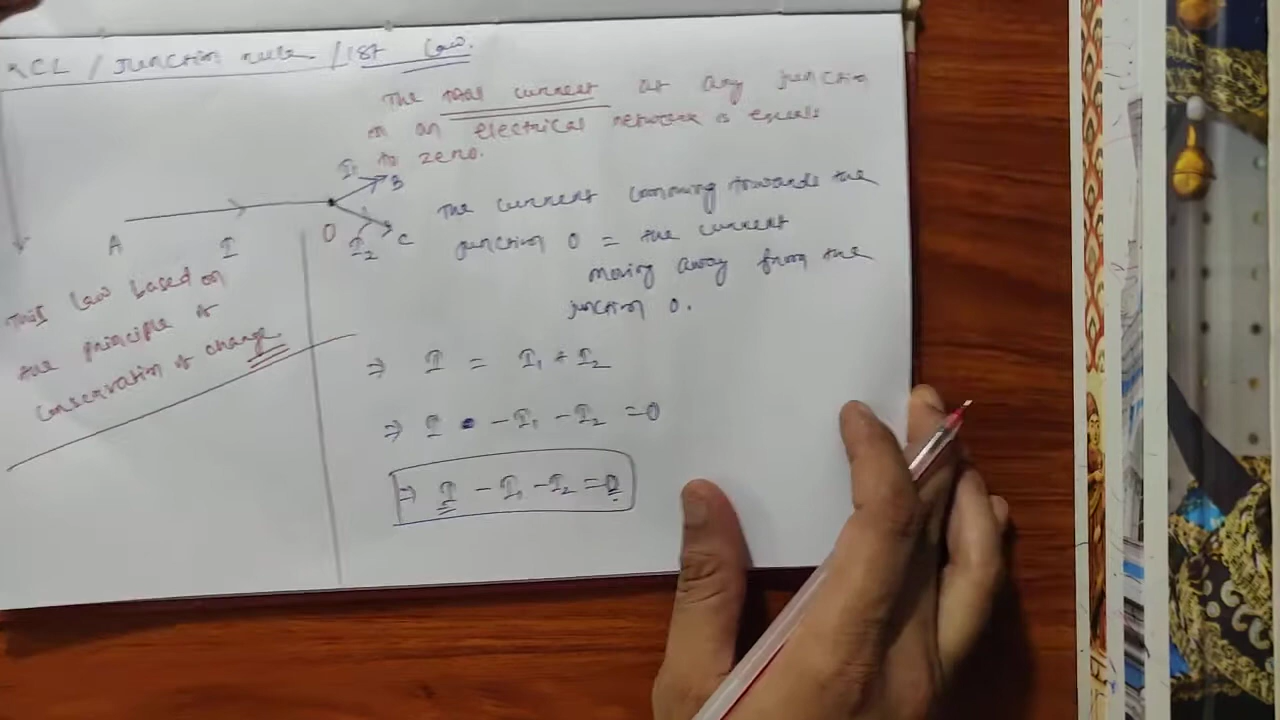 KCL / Junction rule / 1st Law.
The total current at any junction
in an electrical network is equals
to zero.
I₁
B
A
I
O
I₂
C
The current comming towards the
junction O = the current
moving away from the
junction O.
This Law based on
the principle of
conservation of charge
⇒ I = I₁ + I₂
⇒ I - I₁ - I₂ = 0
⇒ I - I₁ - I₂ = 0